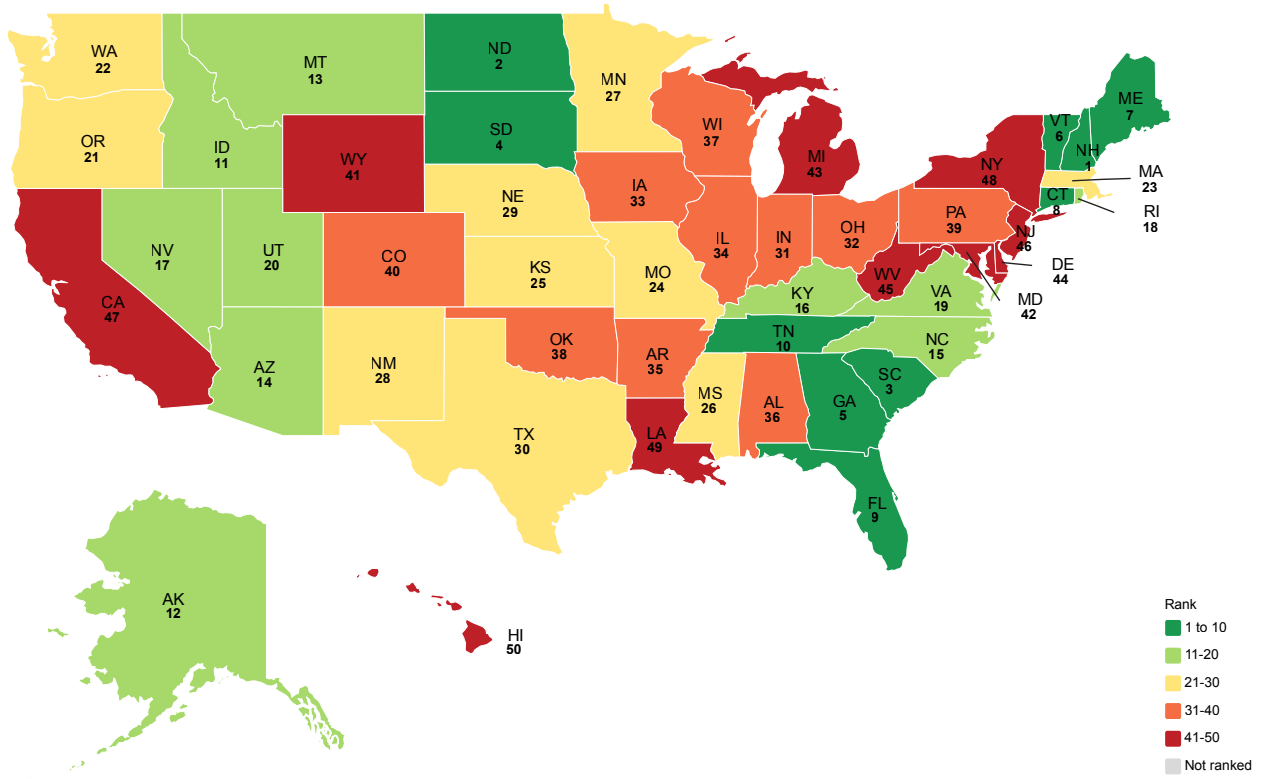 WA
22
MT
13
ND
2
MN
27
OR
21
ID
11
WY
41
SD
4
WI
37
MI
43
NY
48
VT
6
NH
1
ME
7
MA
23
RI
18
CT
8
NV
17
UT
20
CO
40
NE
29
IA
33
IL
34
IN
31
OH
32
PA
39
NJ
46
DE
44
MD
42
CA
47
KS
25
MO
24
KY
16
WV
45
VA
19
AZ
14
NM
28
OK
38
AR
35
TN
10
NC
15
SC
3
TX
30
LA
49
MS
26
AL
36
GA
5
FL
9
AK
12
HI
50
Rank
1 to 10
11-20
21-30
31-40
41-50
Not ranked